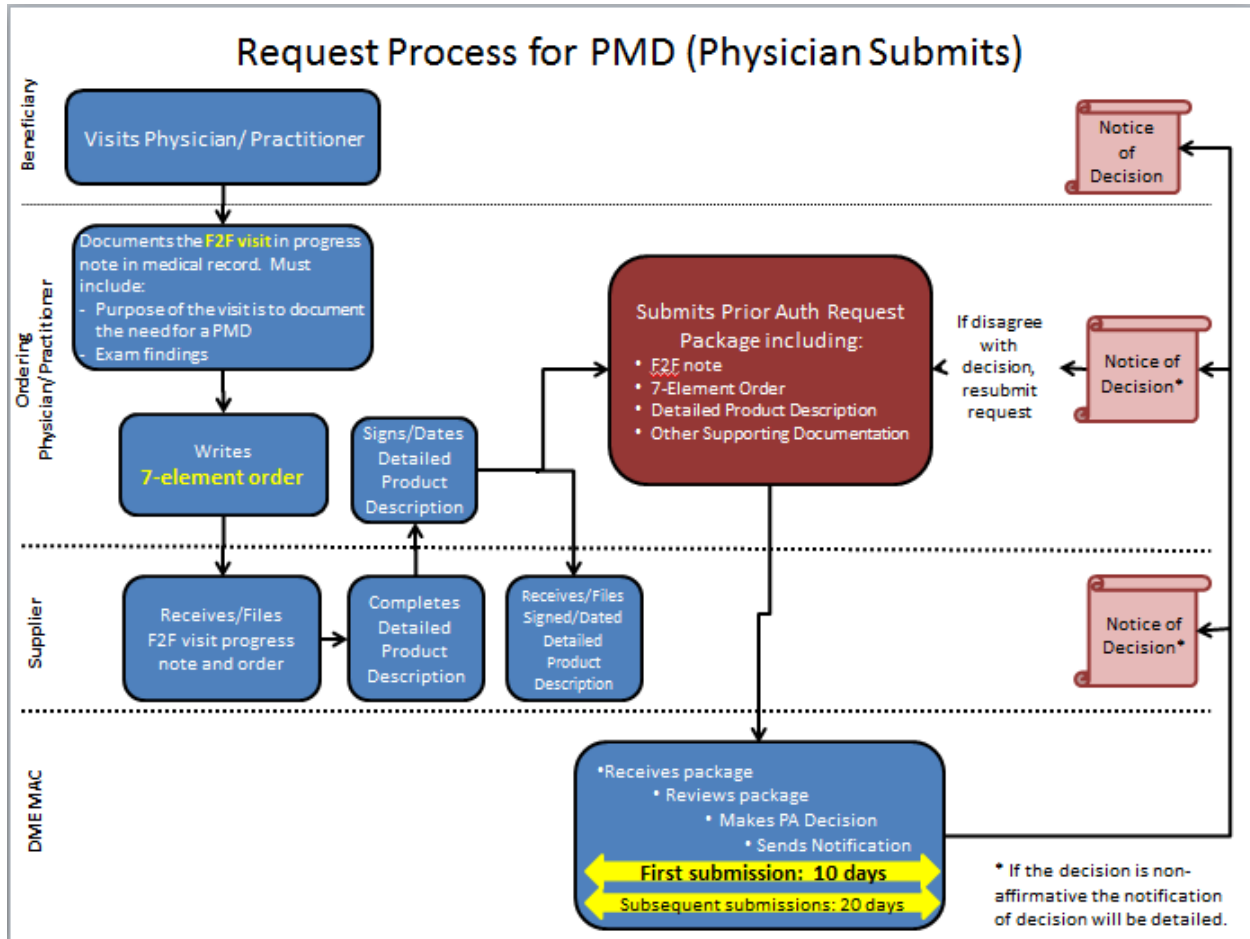 Request Process for PMD (Physician Submits)
Beneficiary
Visits Physician/ Practitioner
Notice
of
Decision
Ordering
Physician/Practitioner
Documents the F2F visit in progress
note in medical record. Must
include:
- Purpose of the visit is to document
the need for a PMD
- Exam findings
Writes
7-element order
Signs/Dates
Detailed
Product
Description
Submits Prior Auth Request
Package including:
• F2F note
• 7-Element Order
• Detailed Product Description
• Other Supporting Documentation
If disagree
with
decision,
resubmit
request
Notice of
Decision*
Supplier
Receives/Files
F2F visit progress
note and order
Completes
Detailed
Product
Description
Receives/Files
Signed/Dated
Detailed
Product
Description
Notice of
Decision*
DME MAC
•Receives package
• Reviews package
• Makes PA Decision
• Sends Notification
First submission: 10 days
Subsequent submissions: 20 days
* If the decision is non-
affirmative the notification
of decision will be detailed.